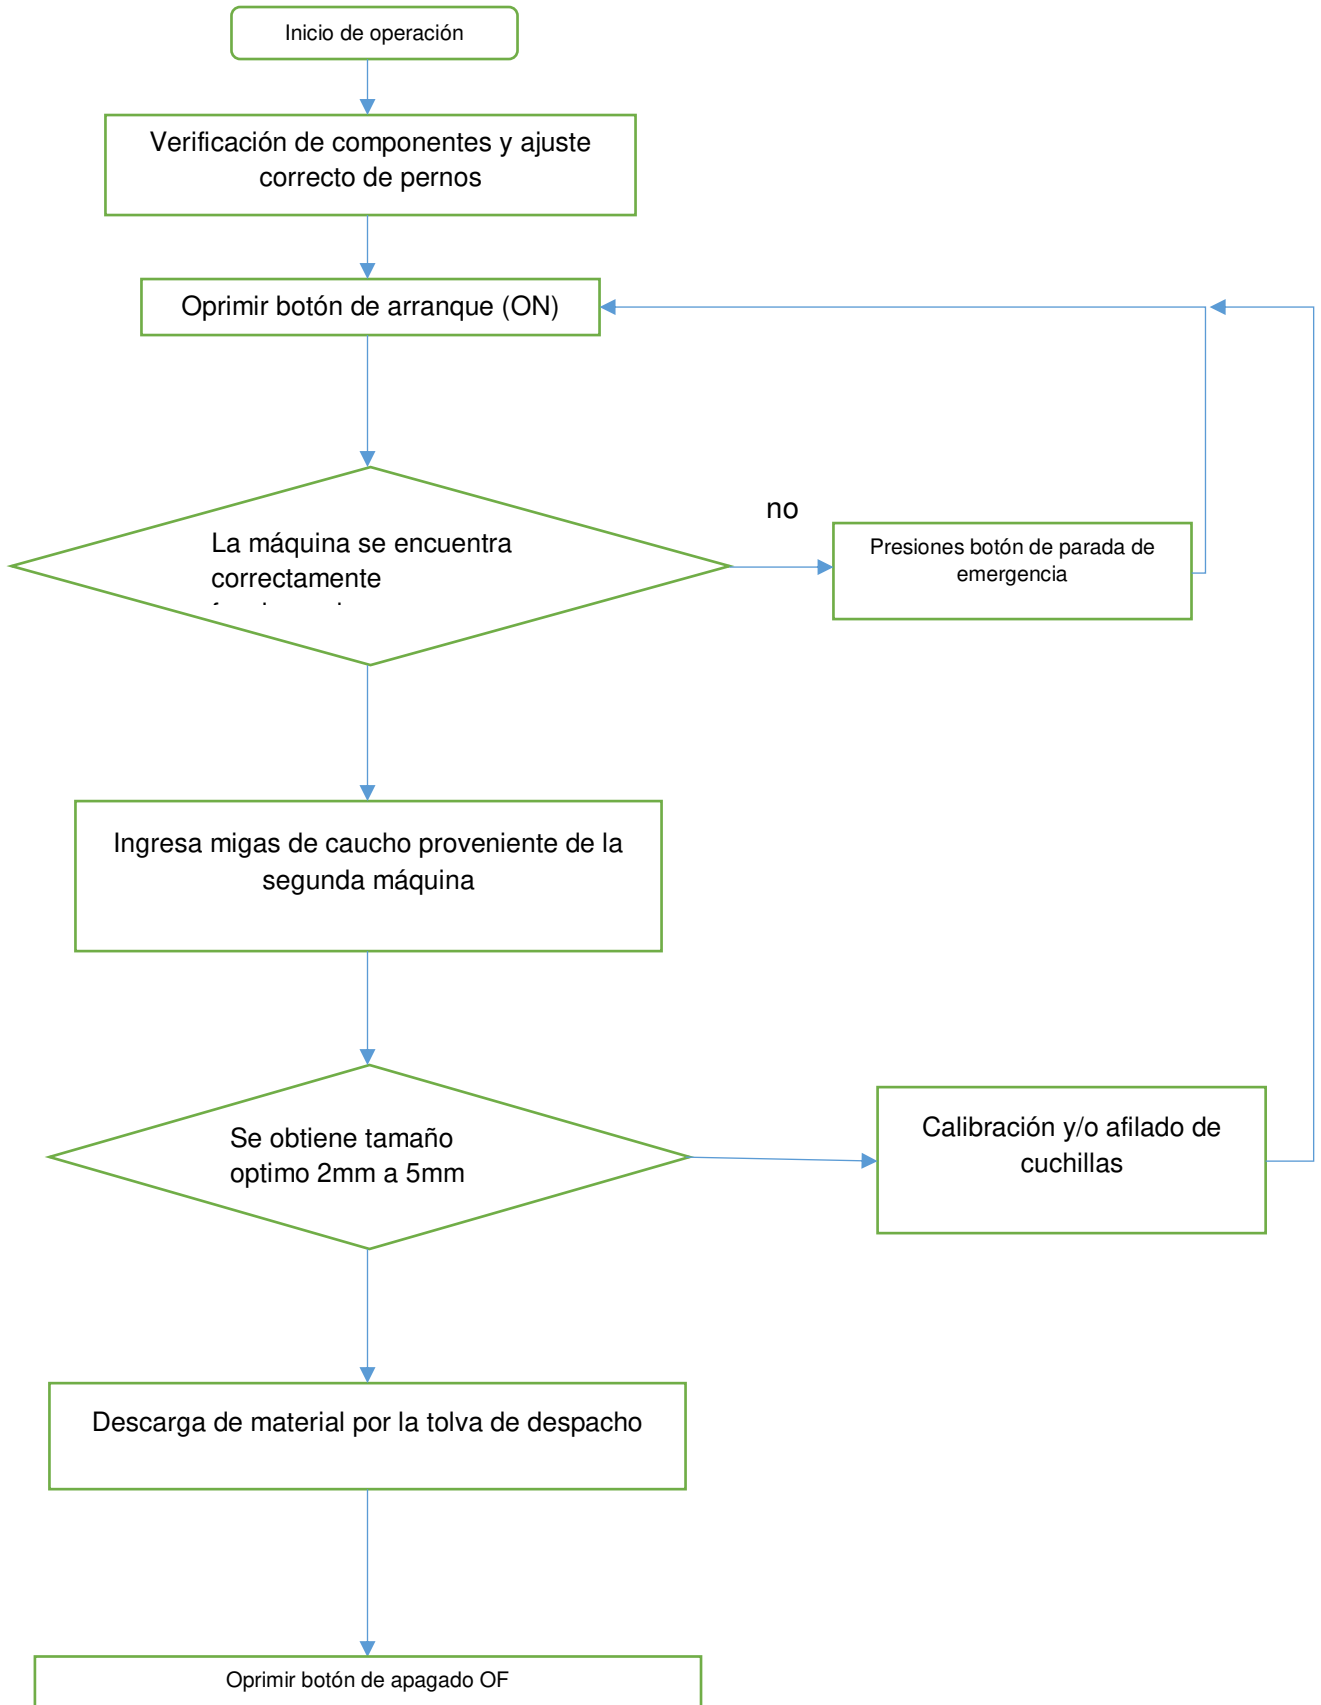 Inicio de operación
Verificación de componentes y ajuste
correcto de pernos
Oprimir botón de arranque (ON)
La máquina se encuentra
correctamente
no
Presiones botón de parada de
emergencia
Ingresa migas de caucho proveniente de la
segunda máquina
Se obtiene tamaño
optimo 2mm a 5mm
Calibración y/o afilado de
cuchillas
Descarga de material por la tolva de despacho
Oprimir botón de apagado OF